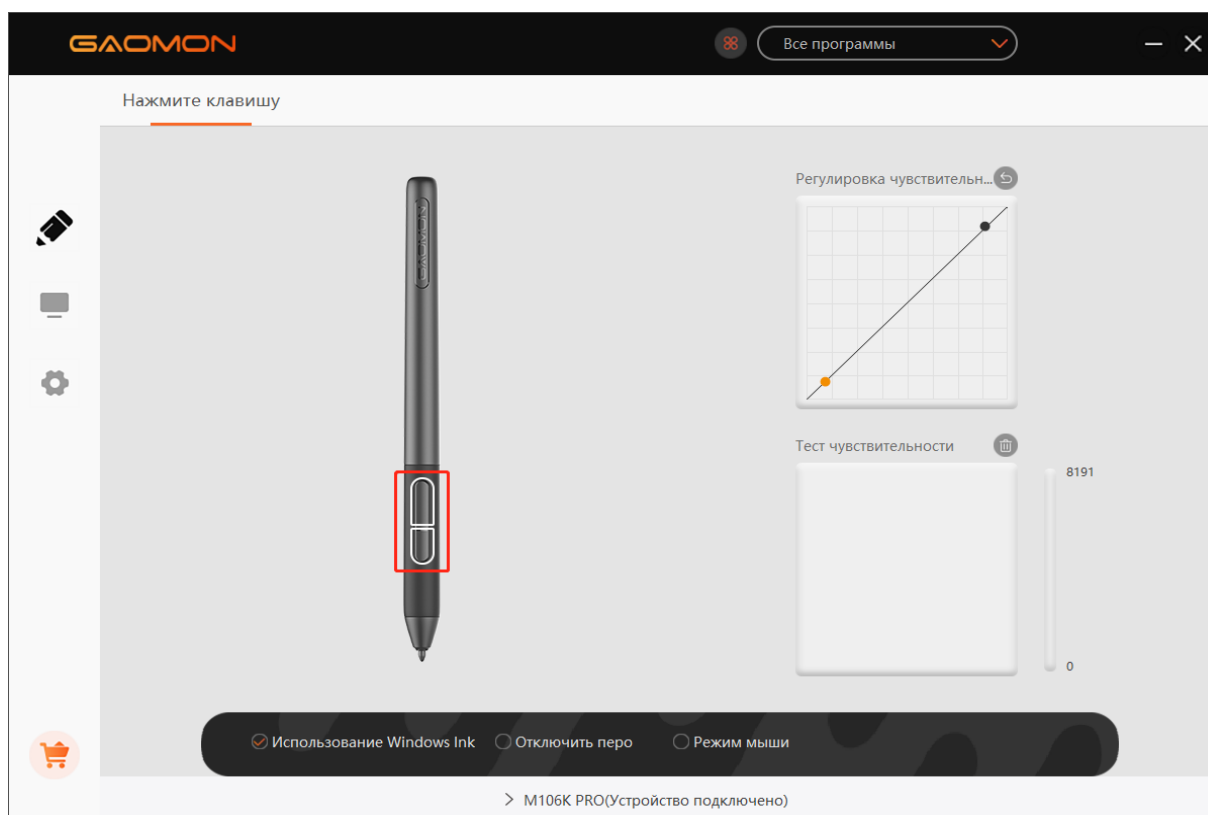 GAOMON
Все программы
Нажмите клавишу
Регулировка чувствительн...
GAOMON
Тест чувствительности
8191
0
Использование Windows Ink
Отключить перо
Режим мыши
M106K PRO(Устройство подключено)